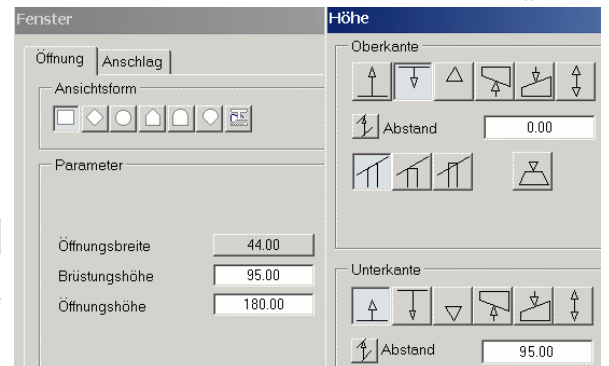 Fenster
Öffnung Anschlag
Ansichtsform
Parameter
Öffnungsbreite 44.00
Brüstungshöhe 95.00
Öffnungshöhe 180.00
Höhe
Oberkante
Abstand 0.00
Unterkante
Abstand 95.00